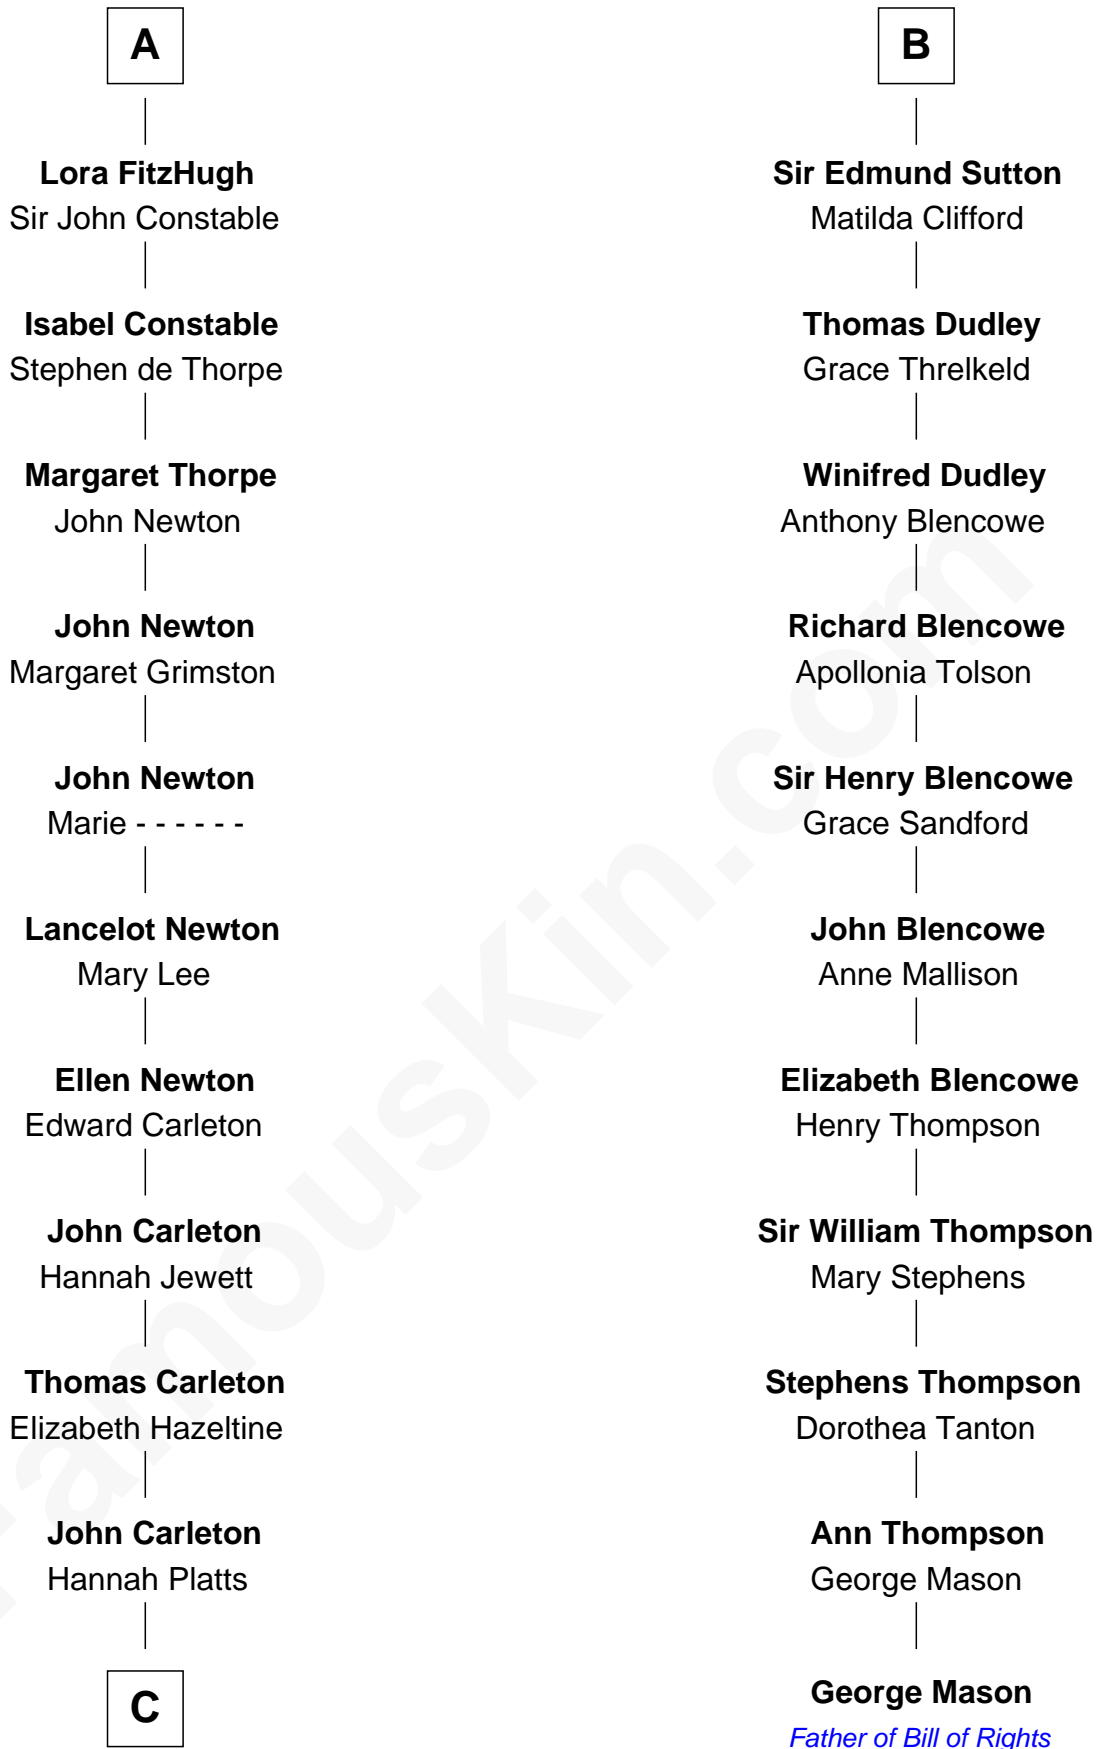 A
Lora FitzHugh
Sir John Constable
Isabel Constable
Stephen de Thorpe
Margaret Thorpe
John Newton
John Newton
Margaret Grimston
John Newton
Marie - - - - - -
Lancelot Newton
Mary Lee
Ellen Newton
Edward Carleton
John Carleton
Hannah Jewett
Thomas Carleton
Elizabeth Hazeltine
John Carleton
Hannah Platts
C
B
Sir Edmund Sutton
Matilda Clifford
Thomas Dudley
Grace Threlkeld
Winifred Dudley
Anthony Blencowe
Richard Blencowe
Apollonia Tolson
Sir Henry Blencowe
Grace Sandford
John Blencowe
Anne Mallison
Elizabeth Blencowe
Henry Thompson
Sir William Thompson
Mary Stephens
Stephens Thompson
Dorothea Tanton
Ann Thompson
George Mason
George Mason
Father of Bill of Rights
FamousKin.com